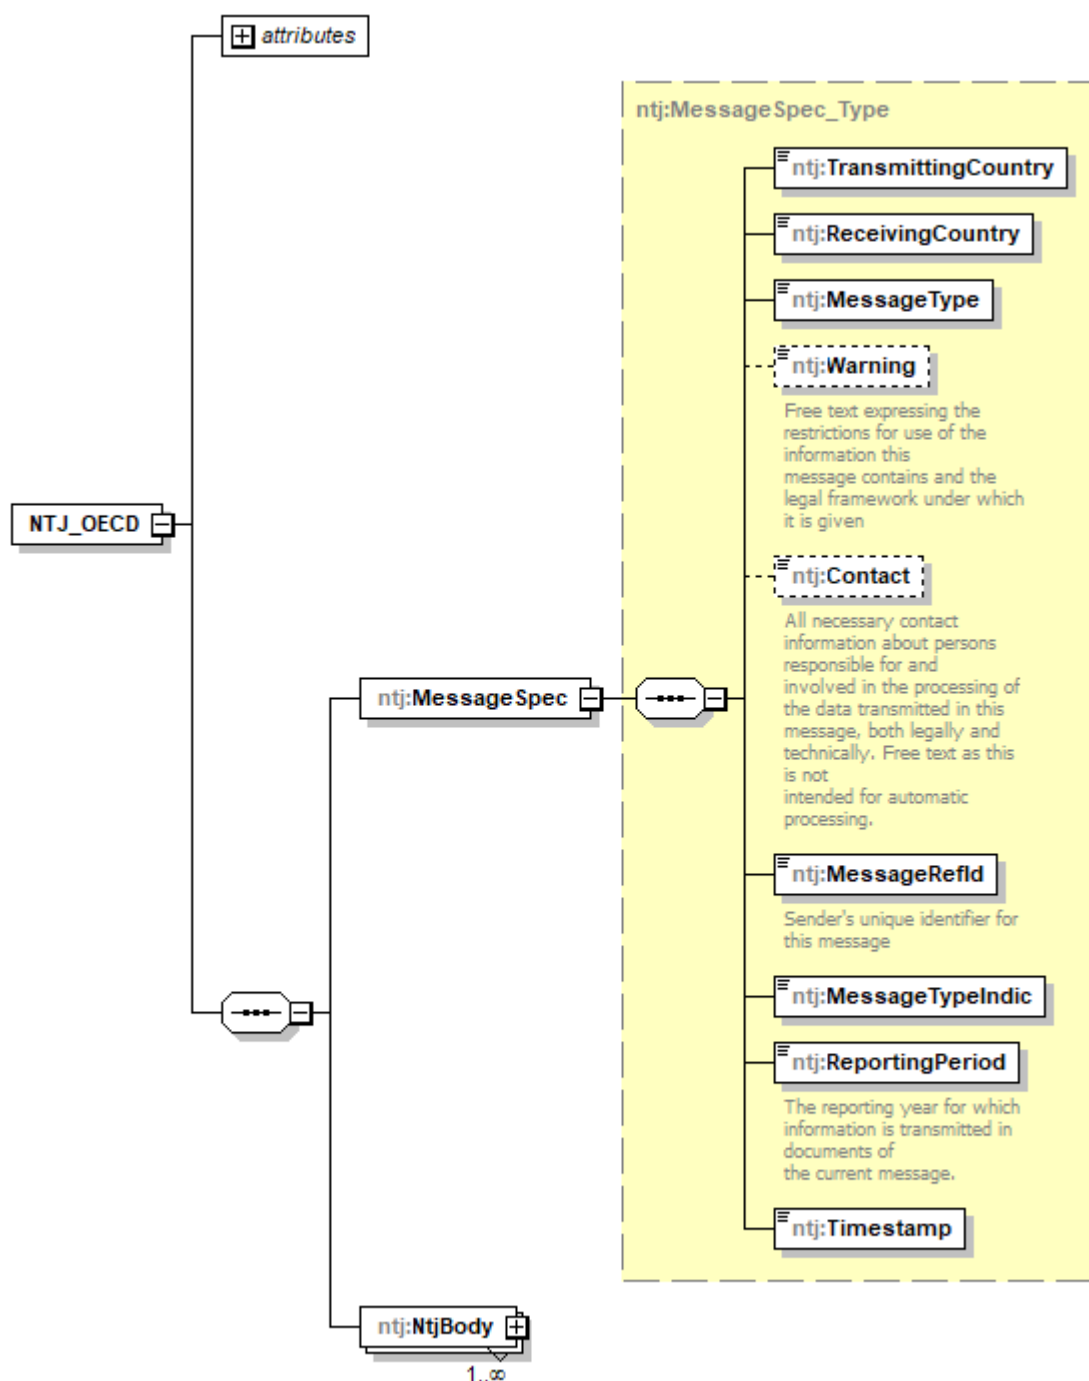 attributes
ntj:MessageSpec_Type
ntj:TransmittingCountry
ntj:ReceivingCountry
ntj:MessageType
ntj:Warning
Free text expressing the
restrictions for use of the
information this
message contains and the
legal framework under which
it is given
NTJ_OECD
ntj:Contact
All necessary contact
information about persons
responsible for and
involved in the processing of
the data transmitted in this
message, both legally and
technically. Free text as this
is not
intended for automatic
processing.
ntj:MessageSpec
ntj:MessageRefId
Sender's unique identifier for
this message
ntj:MessageTypeIndic
ntj:ReportingPeriod
The reporting year for which
information is transmitted in
documents of
the current message.
ntj:Timestamp
ntj:NtjBody
1..∞